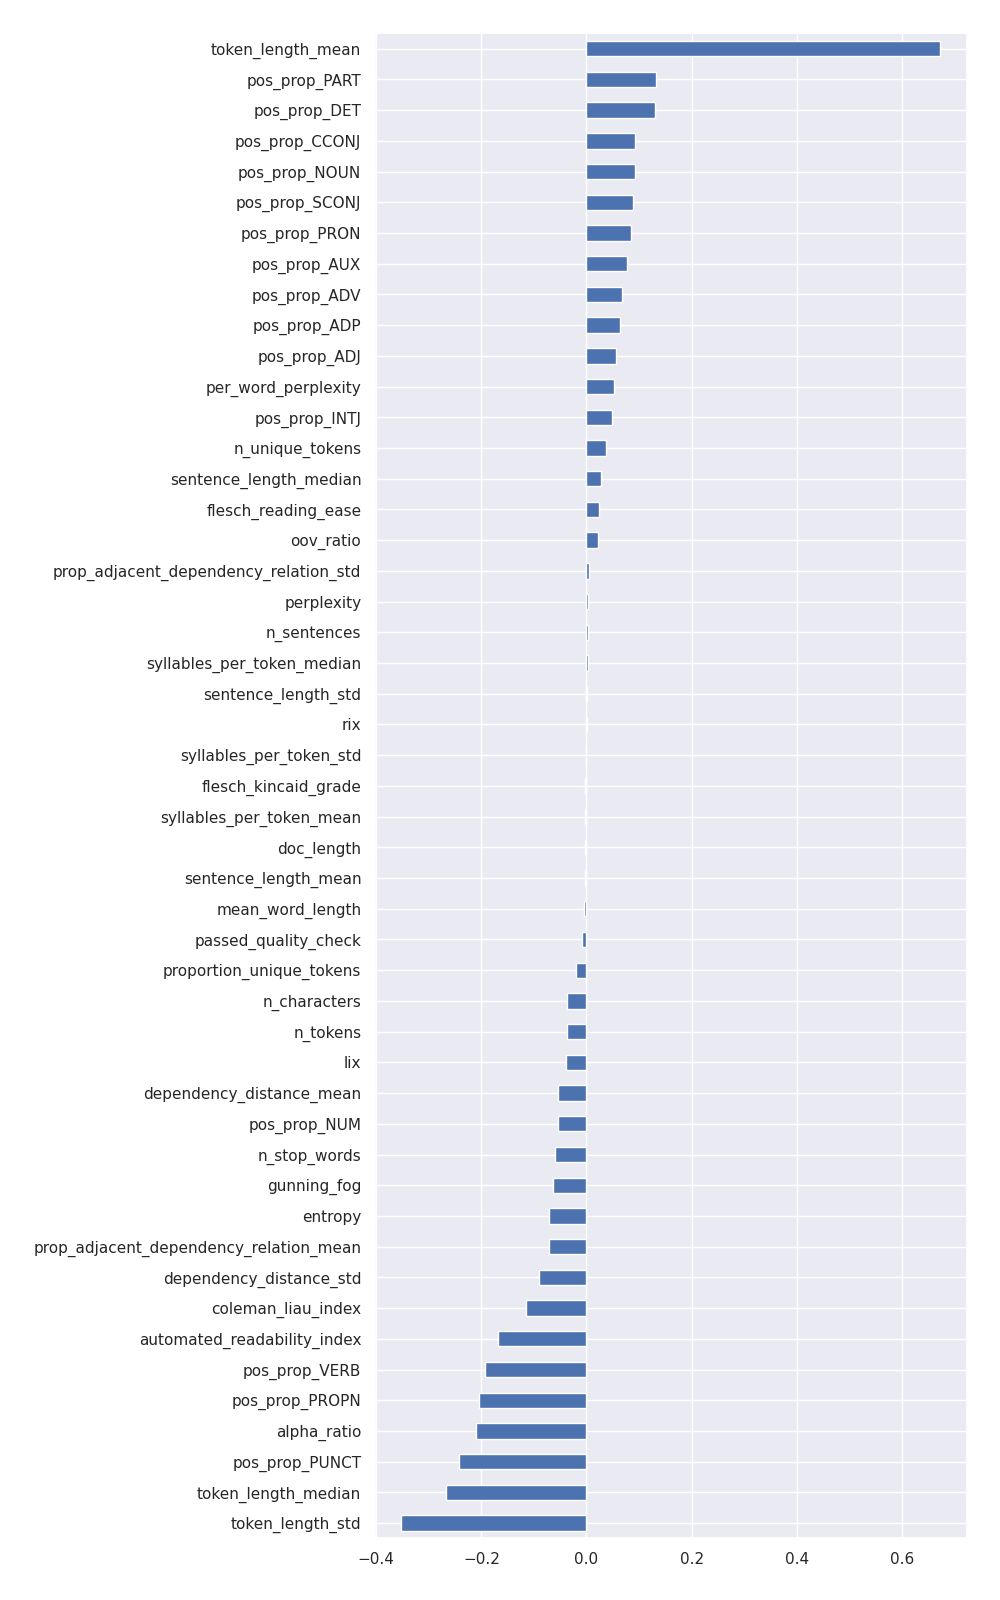 token_length_mean
pos_prop_PART
pos_prop_DET
pos_prop_CCONJ
pos_prop_NOUN
pos_prop_SCONJ
pos_prop_PRON
pos_prop_AUX
pos_prop_ADV
pos_prop_ADP
pos_prop_ADJ
per_word_perplexity
pos_prop_INTJ
n_unique_tokens
sentence_length_median
flesch_reading_ease
oov_ratio
prop_adjacent_dependency_relation_std
perplexity
n_sentences
syllables_per_token_median
sentence_length_std
rix
syllables_per_token_std
flesch_kincaid_grade
syllables_per_token_mean
doc_length
sentence_length_mean
mean_word_length
passed_quality_check
proportion_unique_tokens
n_characters
n_tokens
lix
dependency_distance_mean
pos_prop_NUM
n_stop_words
gunning_fog
entropy
prop_adjacent_dependency_relation_mean
dependency_distance_std
coleman_liau_index
automated_readability_index
pos_prop_VERB
pos_prop_PROPN
alpha_ratio
pos_prop_PUNCT
token_length_median
token_length_std
−0.4 −0.2 0.0 0.2 0.4 0.6